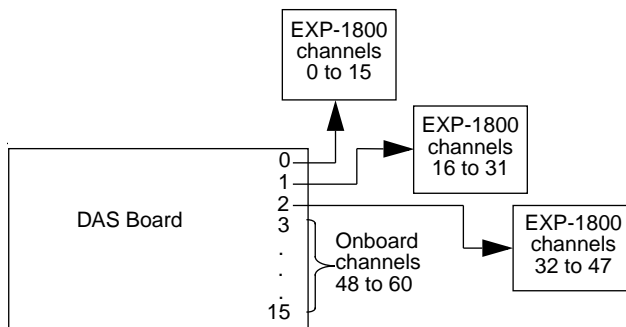 EXP-1800
channels
0 to 15
EXP-1800
channels
16 to 31
EXP-1800
channels
32 to 47
DAS Board
0
1
2
3
.
.
.
15
Onboard
channels
48 to 60